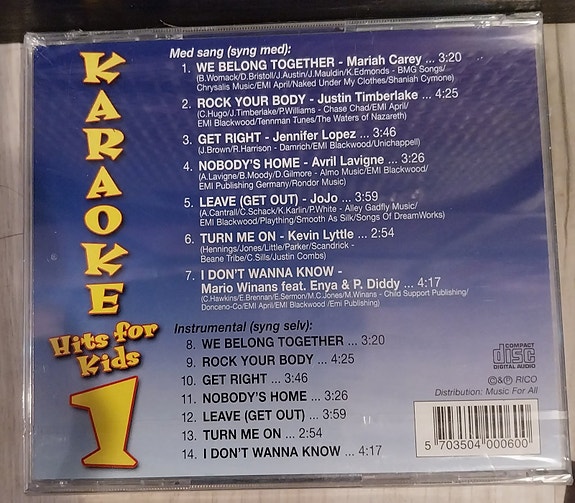 KARAOKE
Hits for
Kids
1
Med sang (syng med):
1. WE BELONG TOGETHER - Mariah Carey ... 3:20
(B.Womack/D.Bristoll/J.Austin/J.Mauldin/K.Edmonds - BMG Songs/
Chrysalis Music/EMI April/Naked Under My Clothes/Shaniah Cymone)
2. ROCK YOUR BODY - Justin Timberlake ... 4:25
(C.Hugo/J.Timberlake/P.Williams - Chase Chad/EMI April/
EMI Blackwood/Tennman Tunes/The Waters of Nazareth)
3. GET RIGHT - Jennifer Lopez ... 3:46
(J.Brown/R.Harrison - Damrich/EMI Blackwood/Unichappell)
4. NOBODY'S HOME - Avril Lavigne ... 3:26
(A.Lavigne/B.Moody/D.Gilmore - Almo Music/EMI Blackwood/
EMI Publishing Germany/Rondor Music)
5. LEAVE (GET OUT) - JoJo ... 3:59
(A.Cantrall/C.Schack/K.Karlin/P.White - Alley Gadfly Music/
EMI Blackwood/Plaything/Smooth As Silk/Songs Of DreamWorks)
6. TURN ME ON - Kevin Lyttle ... 2:54
(Hennings/Jones/Little/Parker/Scandrick -
Beane Tribe/C.Sills/Justin Combs)
7. I DON'T WANNA KNOW -
Mario Winans feat. Enya & P. Diddy ... 4:17
(C.Hawkins/E.Brennan/E.Sermon/M.C.Jones/M.Winans - Child Support Publishing/
Donceno-Co/EMI Blackwood/EMI Publishing)
Instrumental (syng selv):
8. WE BELONG TOGETHER ... 3:20
9. ROCK YOUR BODY ... 4:25
10. GET RIGHT ... 3:46
11. NOBODY'S HOME ... 3:26
12. LEAVE (GET OUT) ... 3:59
13. TURN ME ON ... 2:54
14. I DON'T WANNA KNOW ... 4:17
COMPACT
disc
DIGITAL AUDIO
©&℗ RICO
Distribution: Music For All
5 703504 000600